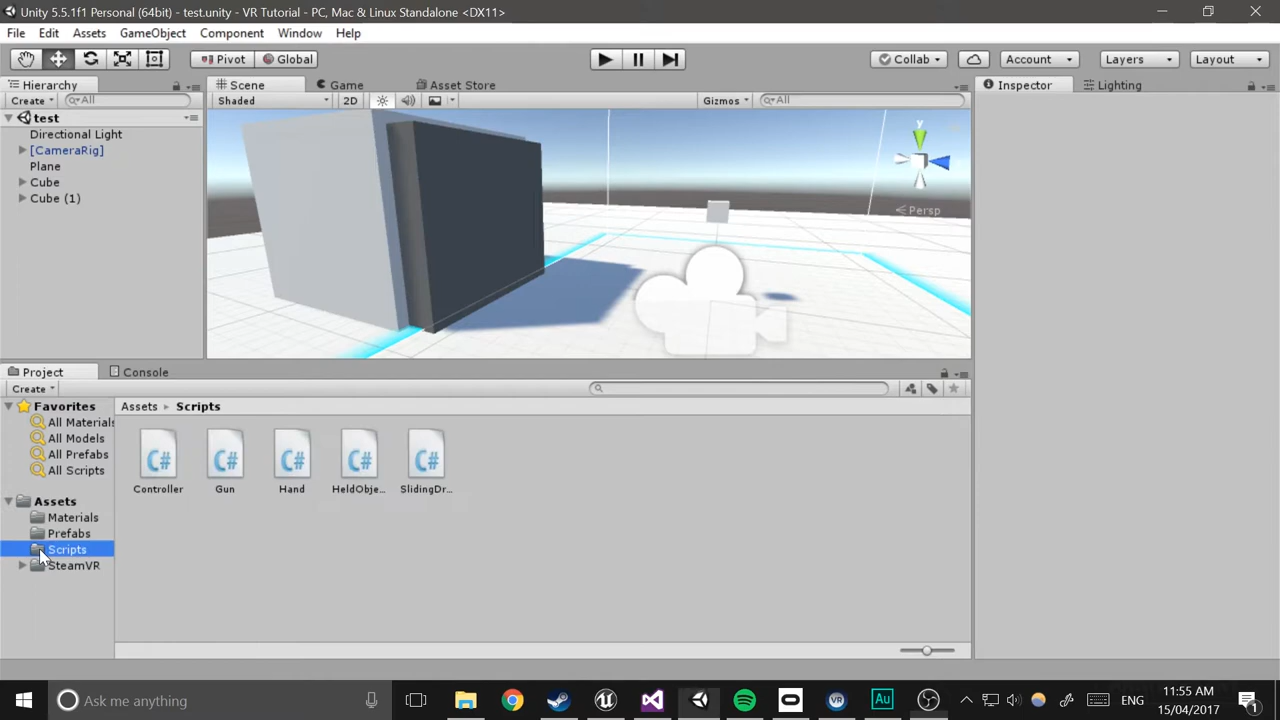 Unity 5.5.1f1 Personal (64bit) - test.unity - VR Tutorial - PC, Mac & Linux Standalone <DX11>
File Edit Assets GameObject Component Window Help
Pivot Global Collab Account Layers Layout
Hierarchy Scene Game Asset Store Inspector Lighting
Create All Shaded 2D Gizmos All
test
Directional Light
[CameraRig]
Plane
Cube
Cube (1)
y
Persp
Project Console
Create
Favorites
All Materials
All Models
All Prefabs
All Scripts
Assets
Materials
Prefabs
Scripts
SteamVR
Assets Scripts
C# C# C# C# C#
Controller Gun Hand HeldObje... SlidingDr...
Ask me anything
Au
VR
ENG
11:55 AM
15/04/2017
1